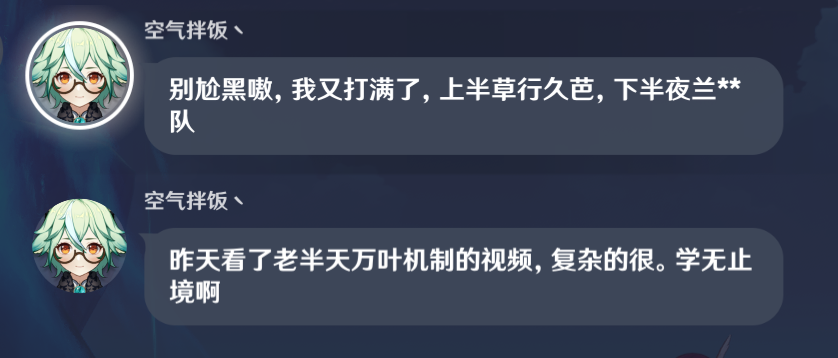 空气拌饭丶
别尬黑嗷，我又打满了，上半草行久芭，下半夜兰**
队
空气拌饭丶
昨天看了老半天万叶机制的视频，复杂的很。学无止
境啊